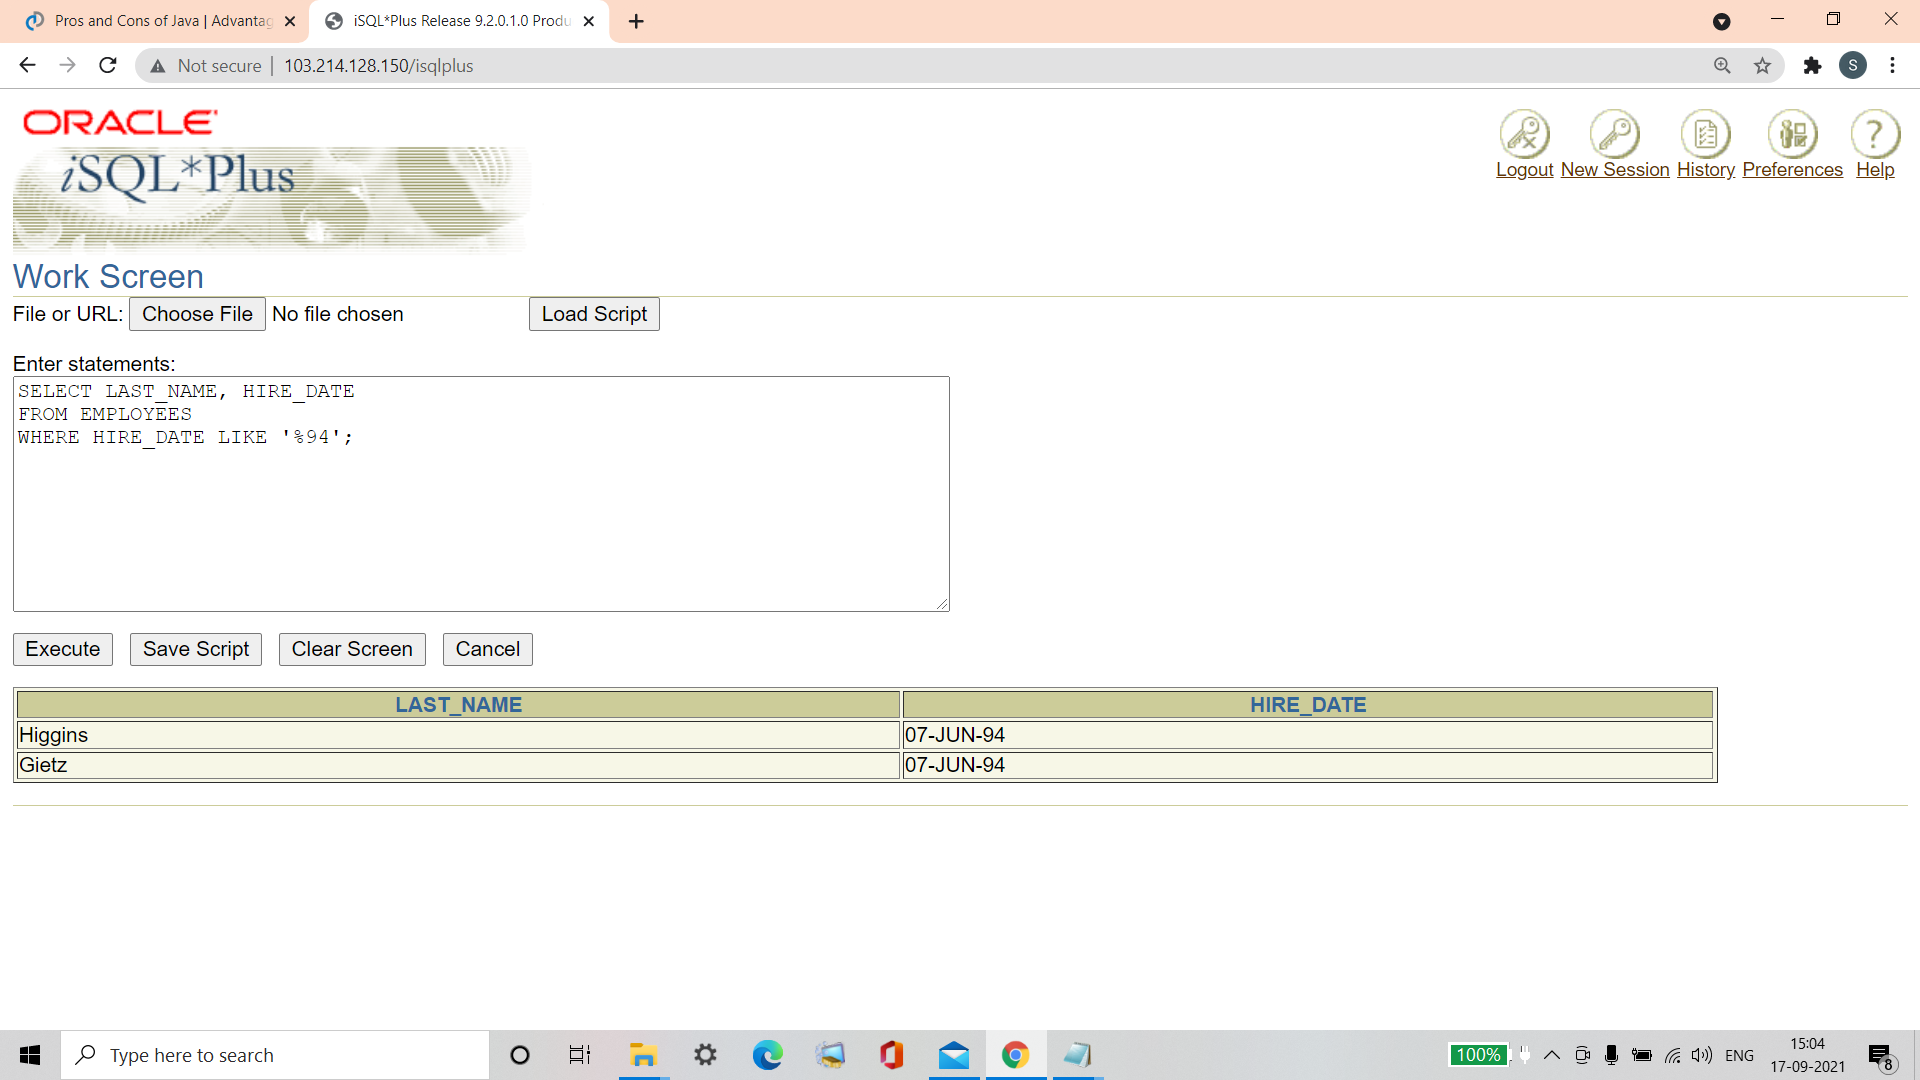 Pros and Cons of Java | Advantag
iSQL*Plus Release 9.2.0.1.0 Produ
Not secure | 103.214.128.150/isqlplus
S
ORACLE
iSQL*Plus
Logout New Session History Preferences Help
Work Screen
File or URL: Choose File No file chosen Load Script
Enter statements:
SELECT LAST_NAME, HIRE_DATE
FROM EMPLOYEES
WHERE HIRE_DATE LIKE '%94';
Execute Save Script Clear Screen Cancel
LAST_NAME HIRE_DATE
Higgins 07-JUN-94
Gietz 07-JUN-94
Type here to search
100%
ENG
15:04
17-09-2021
8